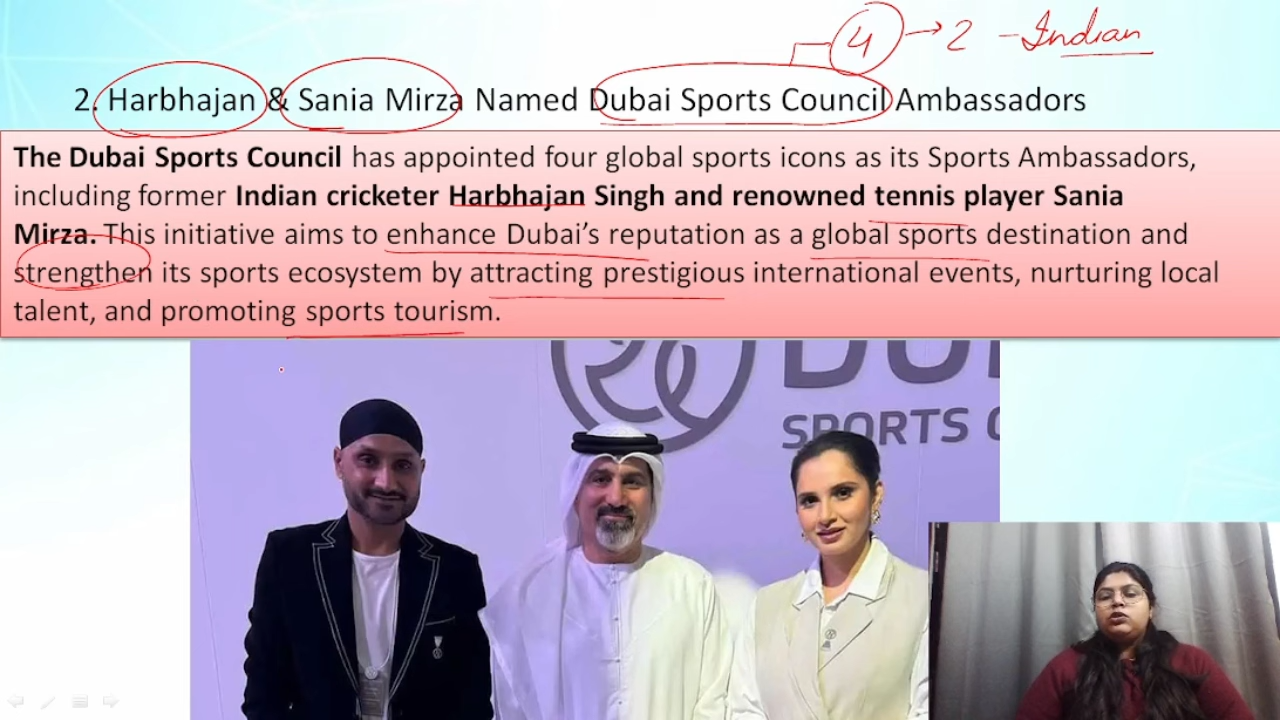 4 → 2 - Indian
2. Harbhajan & Sania Mirza Named Dubai Sports Council Ambassadors
The Dubai Sports Council has appointed four global sports icons as its Sports Ambassadors,
including former Indian cricketer Harbhajan Singh and renowned tennis player Sania
Mirza. This initiative aims to enhance Dubai’s reputation as a global sports destination and
strengthen its sports ecosystem by attracting prestigious international events, nurturing local
talent, and promoting sports tourism.
DU
SPORTS C